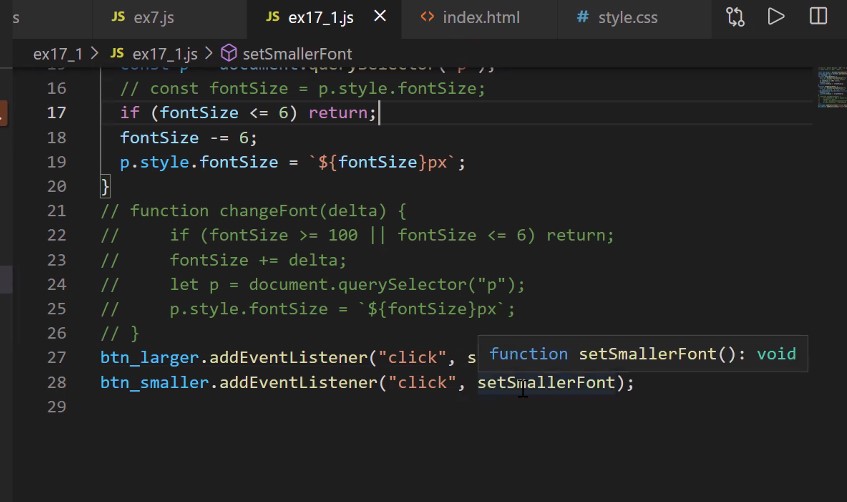 s JS ex7.js JS ex17_1.js × <> index.html # style.css
ex17_1 > JS ex17_1.js > setSmallerFont
15 const p = document.querySelector("p");
16 // const fontSize = p.style.fontSize;
17 if (fontSize <= 6) return;
18 fontSize -= 6;
19 p.style.fontSize = `${fontSize}px`;
20 }
21 // function changeFont(delta) {
22 //     if (fontSize >= 100 || fontSize <= 6) return;
23 //     fontSize += delta;
24 //     let p = document.querySelector("p");
25 //     p.style.fontSize = `${fontSize}px`;
26 // }
27 btn_larger.addEventListener("click", s
function setSmallerFont(): void
28 btn_smaller.addEventListener("click", setSmallerFont);
29